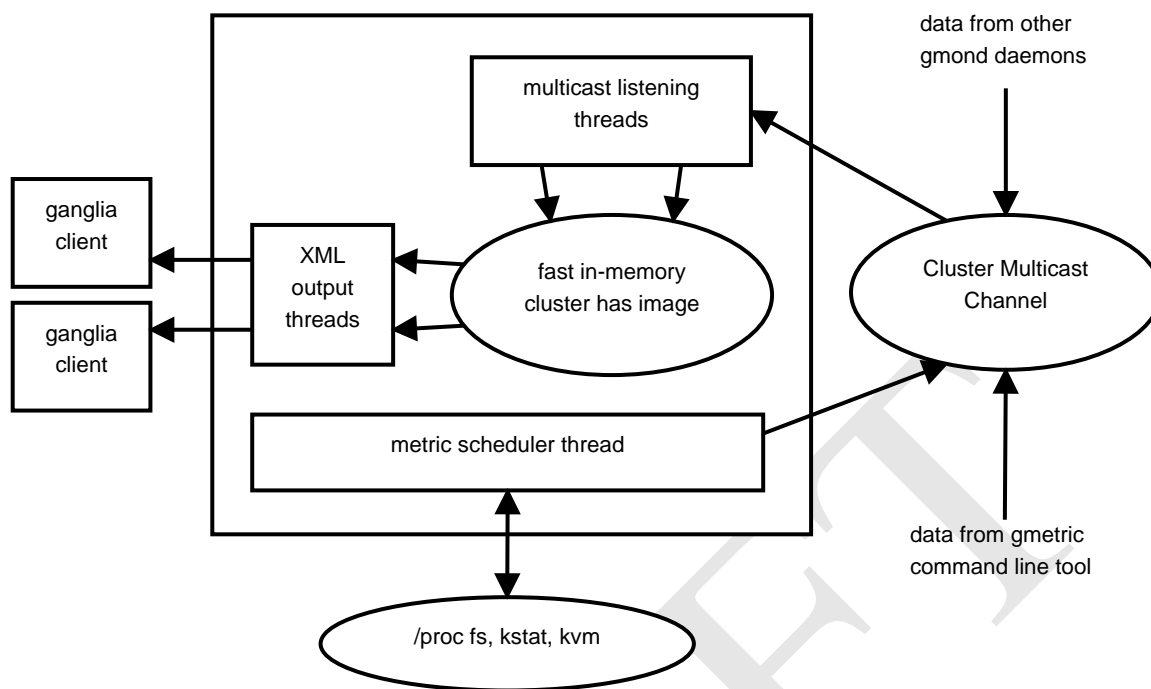 data from other
gmond daemons
multicast listening
threads
ganglia
client
XML
output
threads
fast in-memory
cluster has image
Cluster Multicast
Channel
ganglia
client
metric scheduler thread
data from gmetric
command line tool
/proc fs, kstat, kvm
FT